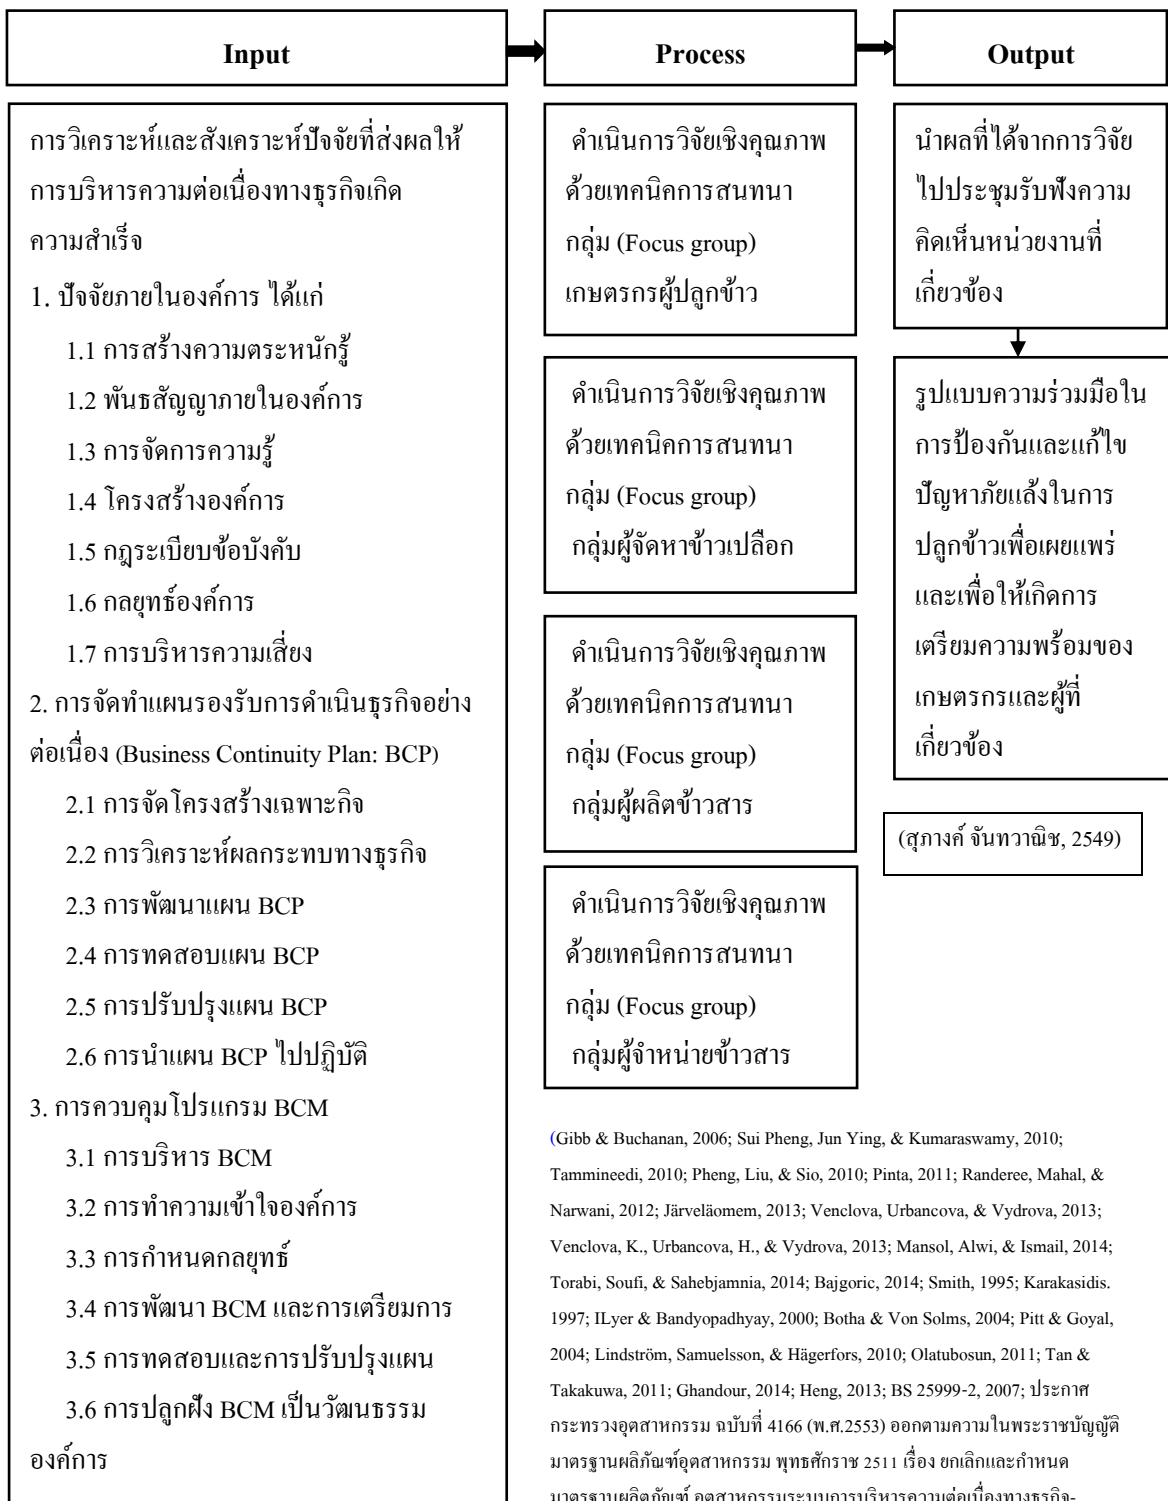 Input
Process
Output
การวิเคราะห์และสังเคราะห์ปัจจัยที่ส่งผลให้
การบริหารความต่อเนื่องทางธุรกิจเกิด
ความสำเร็จ
1. ปัจจัยภายในองค์การ ได้แก่
1.1 การสร้างความตระหนักรู้
1.2 พันธสัญญาภายในองค์การ
1.3 การจัดการความรู้
1.4 โครงสร้างองค์การ
1.5 กฎระเบียบข้อบังคับ
1.6 กลยุทธ์องค์การ
1.7 การบริหารความเสี่ยง
2. การจัดทำแผนรองรับการดำเนินธุรกิจอย่าง
ต่อเนื่อง (Business Continuity Plan: BCP)
2.1 การจัดโครงสร้างเฉพาะกิจ
2.2 การวิเคราะห์ผลกระทบทางธุรกิจ
2.3 การพัฒนาแผน BCP
2.4 การทดสอบแผน BCP
2.5 การปรับปรุงแผน BCP
2.6 การนำแผน BCP ไปปฏิบัติ
3. การควบคุมโปรแกรม BCM
3.1 การบริหาร BCM
3.2 การทำความเข้าใจองค์การ
3.3 การกำหนดกลยุทธ์
3.4 การพัฒนา BCM และการเตรียมการ
3.5 การทดสอบและการปรับปรุงแผน
3.6 การปลูกฝัง BCM เป็นวัฒนธรรม
องค์การ
ดำเนินการวิจัยเชิงคุณภาพ
ด้วยเทคนิคการสนทนา
กลุ่ม (Focus group)
เกษตรกรผู้ปลูกข้าว
ดำเนินการวิจัยเชิงคุณภาพ
ด้วยเทคนิคการสนทนา
กลุ่ม (Focus group)
กลุ่มผู้จัดหาข้าวเปลือก
ดำเนินการวิจัยเชิงคุณภาพ
ด้วยเทคนิคการสนทนา
กลุ่ม (Focus group)
กลุ่มผู้ผลิตข้าวสาร
ดำเนินการวิจัยเชิงคุณภาพ
ด้วยเทคนิคการสนทนา
กลุ่ม (Focus group)
กลุ่มผู้จำหน่ายข้าวสาร
นำผลที่ได้จากการวิจัย
ไปประชุมรับฟังความ
คิดเห็นหน่วยงานที่
เกี่ยวข้อง
รูปแบบความร่วมมือใน
การป้องกันและแก้ไข
ปัญหาภัยแล้งในการ
ปลูกข้าวเพื่อเผยแพร่
และเพื่อให้เกิดการ
เตรียมความพร้อมของ
เกษตรกรและผู้ที่
เกี่ยวข้อง
(สุภางค์ จันทวาณิช, 2549)
(Gibb & Buchanan, 2006; Sui Pheng, Jun Ying, & Kumaraswamy, 2010;
Tammineedi, 2010; Pheng, Liu, & Sio, 2010; Pinta, 2011; Randeree, Mahal, &
Narwani, 2012; Järveläomem, 2013; Venclova, Urbancova, & Vydrova, 2013;
Venclova, K., Urbancova, H., & Vydrova, 2013; Mansol, Alwi, & Ismail, 2014;
Torabi, Soufi, & Sahebjamnia, 2014; Bajgoric, 2014; Smith, 1995; Karakasidis.
1997; ILyer & Bandyopadhyay, 2000; Botha & Von Solms, 2004; Pitt & Goyal,
2004; Lindström, Samuelsson, & Hägerfors, 2010; Olatubosun, 2011; Tan &
Takakuwa, 2011; Ghandour, 2014; Heng, 2013; BS 25999-2, 2007; ประกาศ
กระทรวงอุตสาหกรรม ฉบับที่ 4166 (พ.ศ.2553) ออกตามความในพระราชบัญญัติ
มาตรฐานผลิภัณฑ์อุตสาหกรรม พุทธศักราช 2511 เรื่อง ยกเลิกและกำหนด
มาตรฐานผลิตภัณฑ์ อุตสาหกรรมระบบการบริหารความต่อเนื่องทางธุรกิจ-